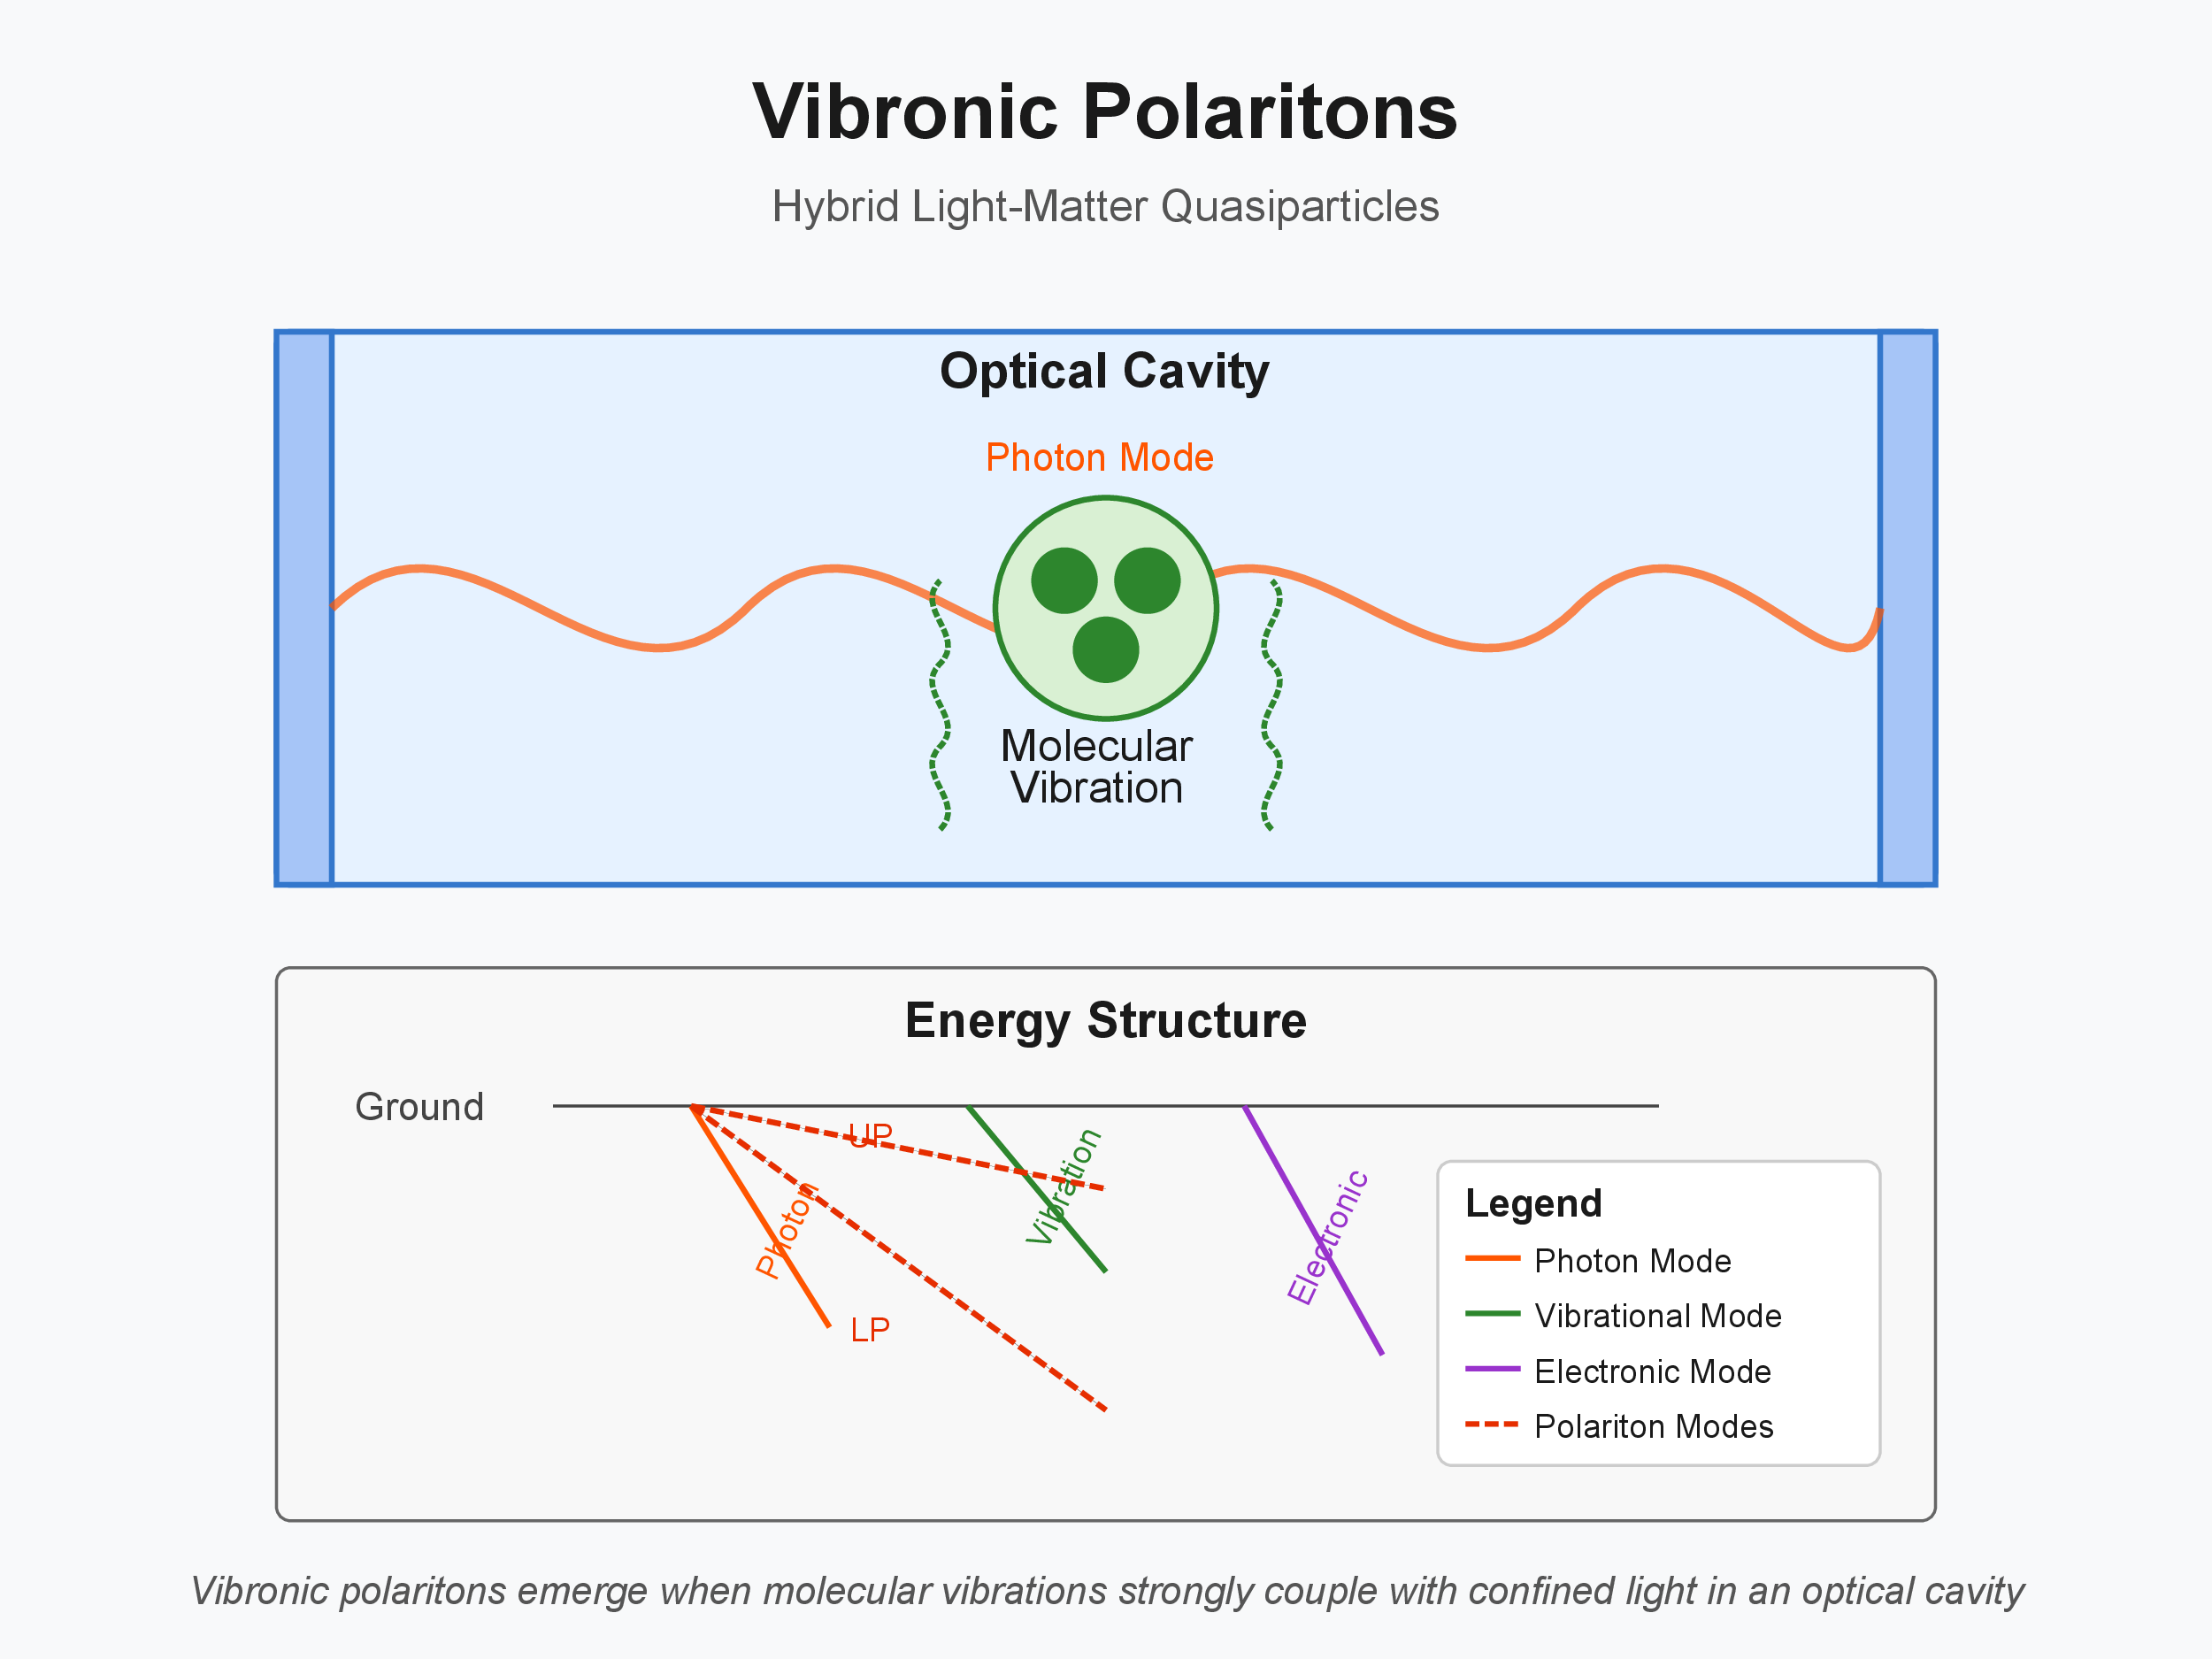 Vibronic Polaritons
Hybrid Light-Matter Quasiparticles
Optical Cavity
Photon Mode
Molecular
Vibration
Energy Structure
Ground
UP
Photon
LP
Vibration
Electronic
Legend
Photon Mode
Vibrational Mode
Electronic Mode
Polariton Modes
Vibronic polaritons emerge when molecular vibrations strongly couple with confined light in an optical cavity